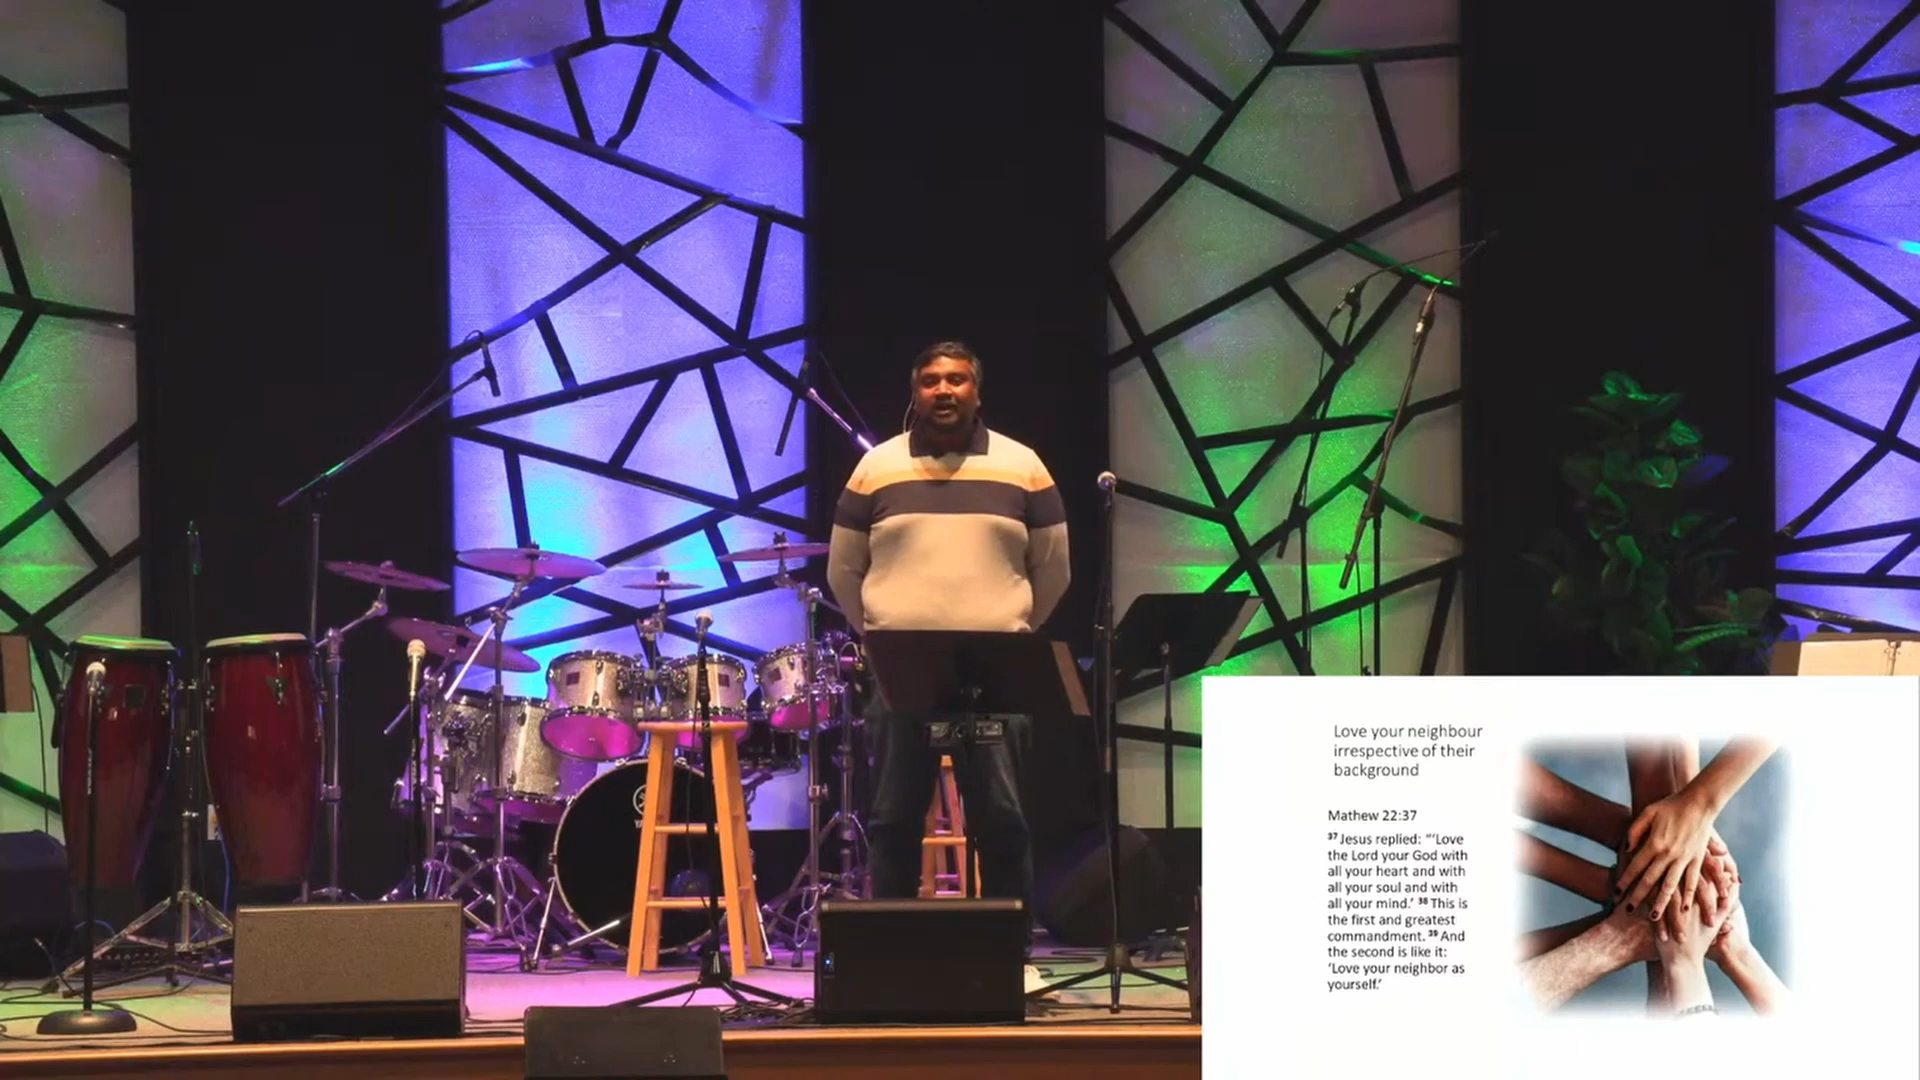 Love your neighbour
irrespective of their
background
Mathew 22:37
37 Jesus replied: "'Love
the Lord your God with
all your heart and with
all your soul and with
all your mind.' 38 This is
the first and greatest
commandment. 39 And
the second is like it:
'Love your neighbor as
yourself.'